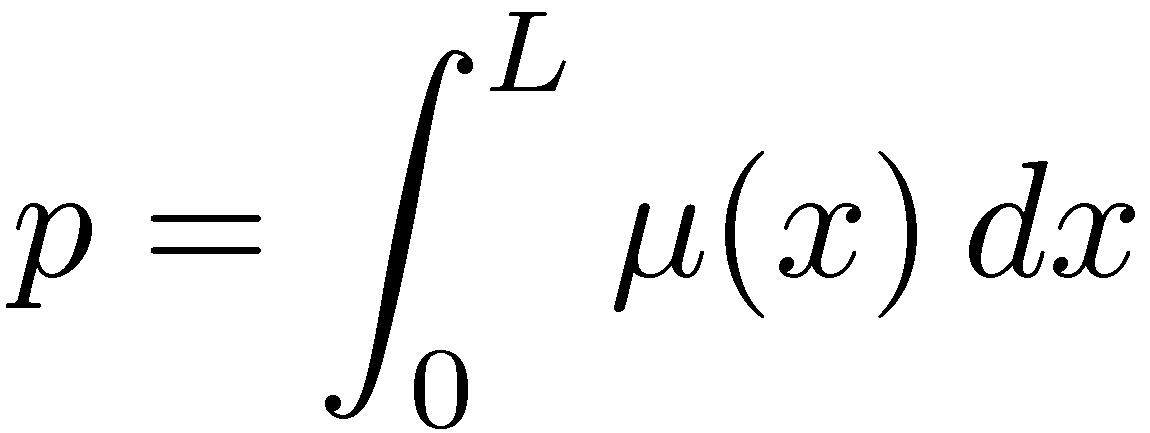 p = ∫₀ᴸ μ(x) dx